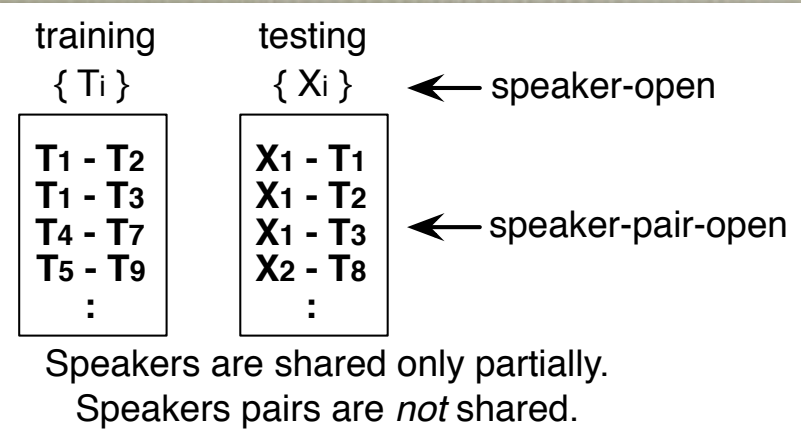 training testing
{ Ti } { Xi } speaker-open
T1 - T2 X1 - T1
T1 - T3 X1 - T2
T4 - T7 X1 - T3 speaker-pair-open
T5 - T9 X2 - T8
: :
Speakers are shared only partially.
Speakers pairs are not shared.